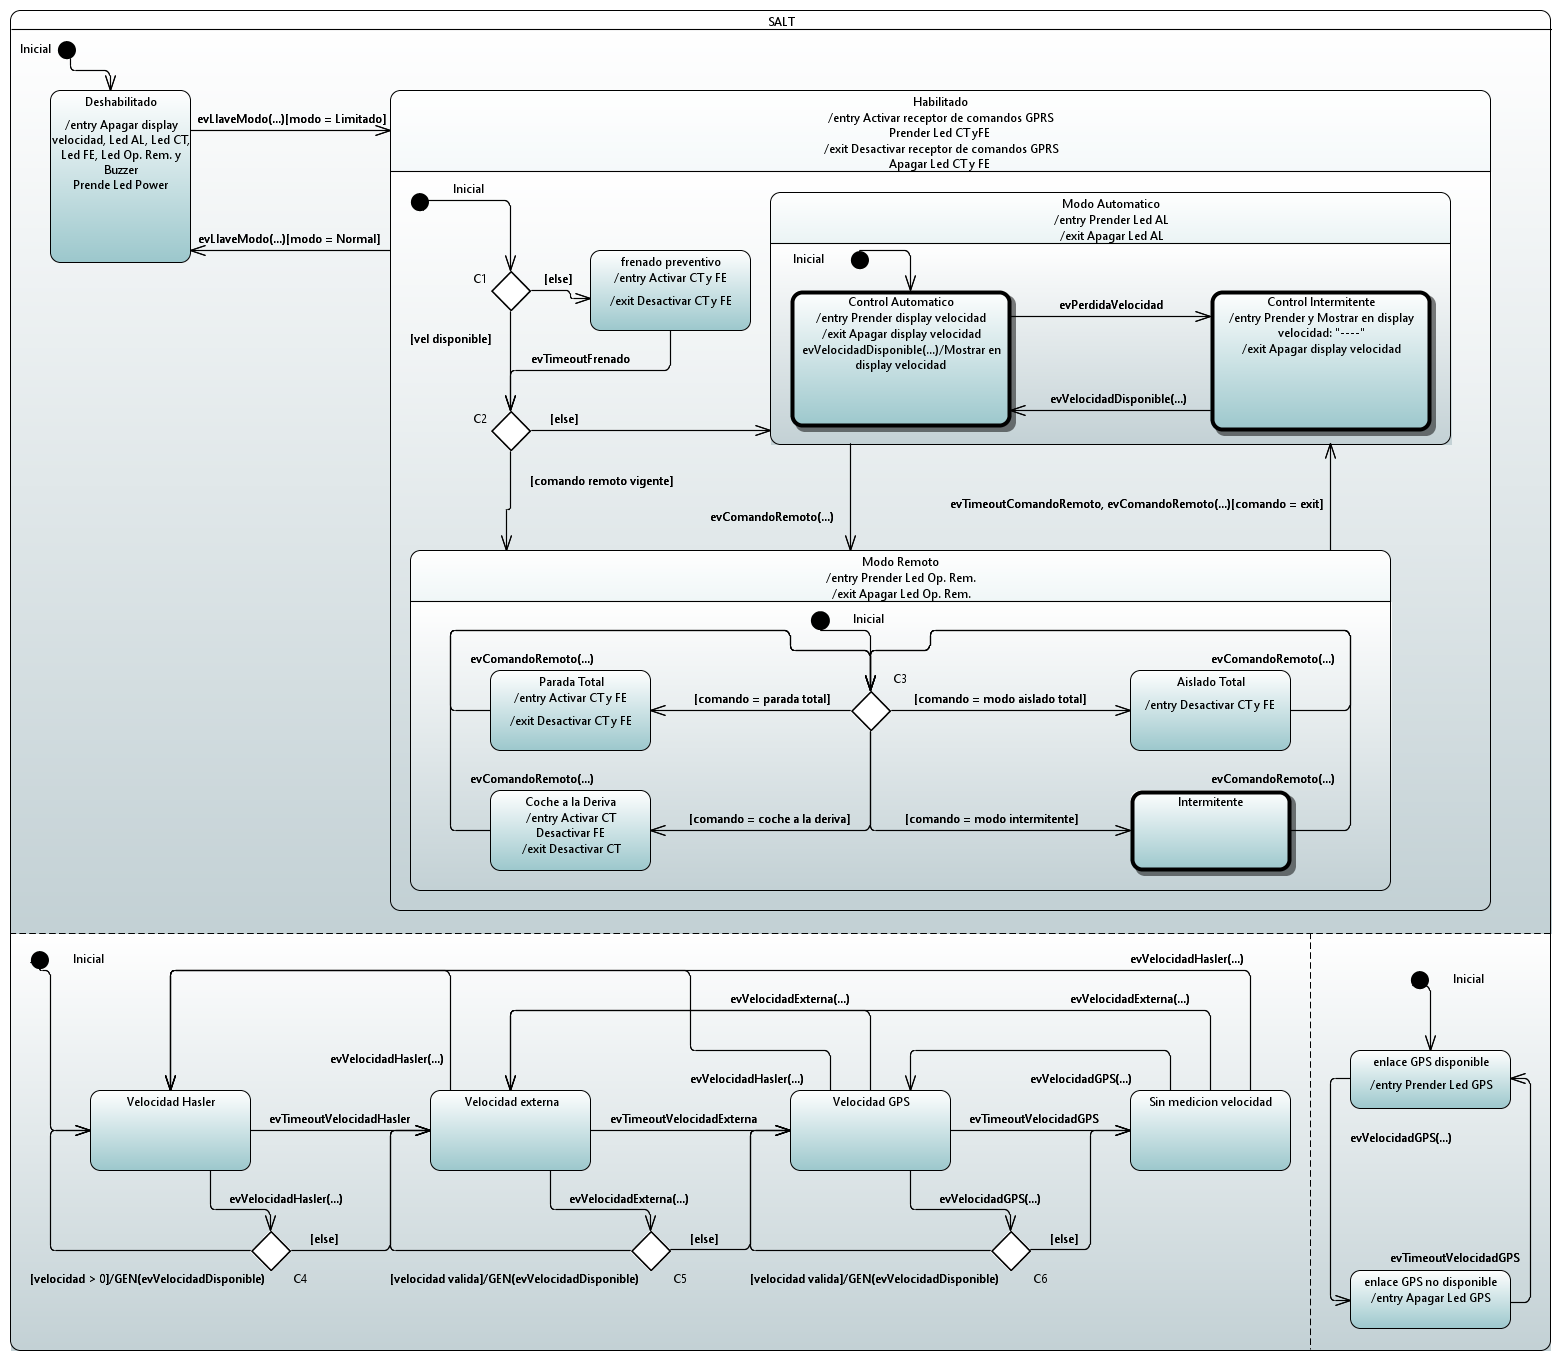 SALT
Inicial
Deshabilitado
/entry Apagar display
velocidad, Led AL, Led CT,
Led FE, Led Op. Rem. y
Buzzer
Prende Led Power
evLlaveModo(...)[modo = Limitado]
evLlaveModo(...)[modo = Normal]
Habilitado
/entry Activar receptor de comandos GPRS
Prender Led CT y FE
/exit Desactivar receptor de comandos GPRS
Apagar Led CT y FE
Inicial
C1
[else]
[vel disponible]
frenado preventivo
/entry Activar CT y FE
/exit Desactivar CT y FE
evTimeoutFrenado
C2
[else]
[comando remoto vigente]
Modo Automatico
/entry Prender Led AL
/exit Apagar Led AL
Inicial
Control Automatico
/entry Prender display velocidad
/exit Apagar display velocidad
evVelocidadDisponible(...)/Mostrar en
display velocidad
evPerdidaVelocidad
evVelocidadDisponible(...)
Control Intermitente
/entry Prender y Mostrar en display
velocidad: "----"
/exit Apagar display velocidad
evComandoRemoto(...)
evTimeoutComandoRemoto, evComandoRemoto(...)[comando = exit]
Modo Remoto
/entry Prender Led Op. Rem.
/exit Apagar Led Op. Rem.
Inicial
C3
evComandoRemoto(...)
Parada Total
/entry Activar CT y FE
/exit Desactivar CT y FE
[comando = parada total]
[comando = modo aislado total]
evComandoRemoto(...)
Aislado Total
/entry Desactivar CT y FE
evComandoRemoto(...)
Coche a la Deriva
/entry Activar CT
Desactivar FE
/exit Desactivar CT
[comando = coche a la deriva]
[comando = modo intermitente]
evComandoRemoto(...)
Intermitente
Inicial
evVelocidadHasler(...)
evVelocidadExterna(...)
evVelocidadExterna(...)
evVelocidadHasler(...)
evVelocidadHasler(...)
evVelocidadGPS(...)
Velocidad Hasler
evTimeoutVelocidadHasler
Velocidad externa
evTimeoutVelocidadExterna
Velocidad GPS
evTimeoutVelocidadGPS
Sin medicion velocidad
evVelocidadHasler(...)
evVelocidadExterna(...)
evVelocidadGPS(...)
[else]
[else]
[else]
[velocidad > 0]/GEN(evVelocidadDisponible)
C4
[velocidad valida]/GEN(evVelocidadDisponible)
C5
[velocidad valida]/GEN(evVelocidadDisponible)
C6
Inicial
enlace GPS disponible
/entry Prender Led GPS
evVelocidadGPS(...)
evTimeoutVelocidadGPS
enlace GPS no disponible
/entry Apagar Led GPS